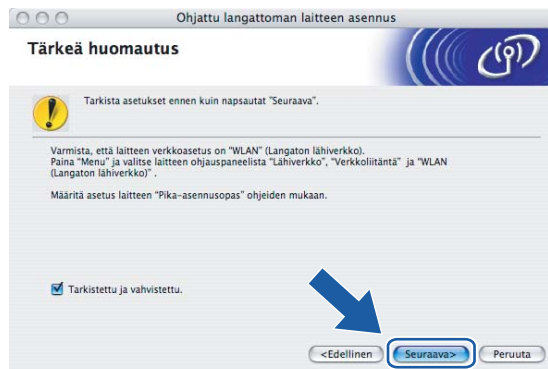 Ohjattu langattoman laitteen asennus
Tärkeä huomautus
Tarkista asetukset ennen kuin napsautat "Seuraava".
Varmista, että laitteen verkkoasetus on "WLAN" (Langaton lähiverkko).
Paina "Menu" ja valitse laitteen ohjauspaneelista "Lähiverkko", "Verkkoliitäntä" ja "WLAN
(Langaton lähiverkko)" .
Määritä asetus laitteen "Pika-asennusopas" ohjeiden mukaan.
Tarkistettu ja vahvistettu.
<Edellinen Seuraava> Peruuta